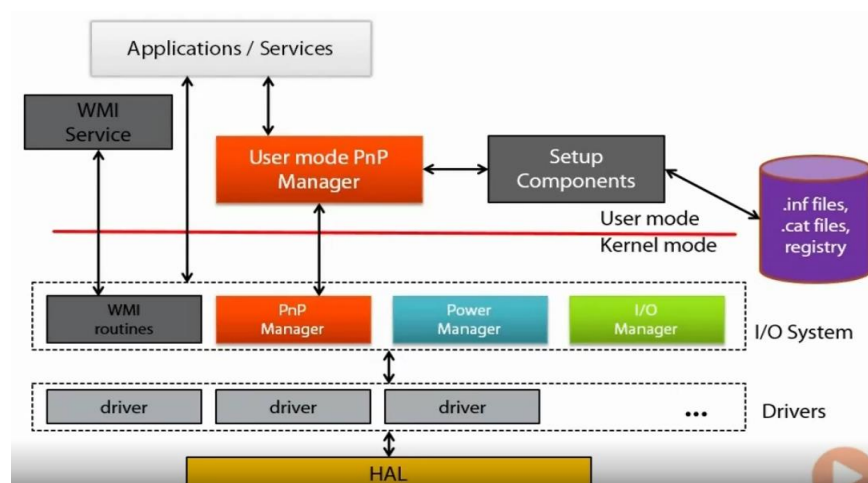 Applications / Services
WMI
Service
User mode PnP
Manager
Setup
Components
.inf files,
.cat files,
registry
User mode
Kernel mode
WMI
routines
PnP
Manager
Power
Manager
I/O
Manager
I/O System
driver
driver
driver
...
Drivers
HAL